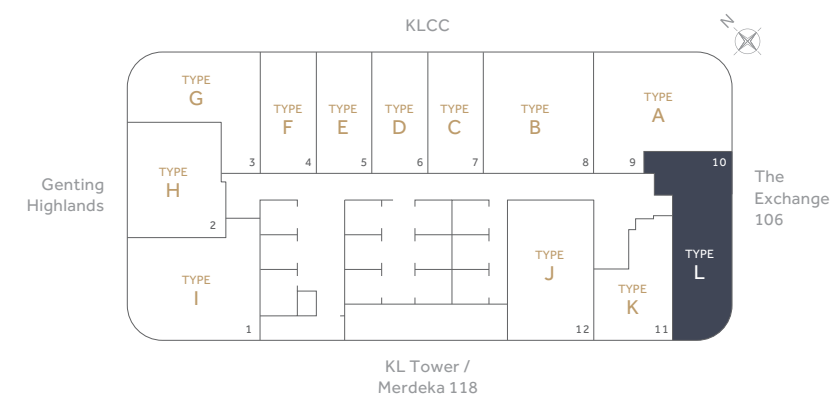 KLCC
N
TYPE
G
3
TYPE
F
4
TYPE
E
5
TYPE
D
6
TYPE
C
7
TYPE
B
8
TYPE
A
9
10
Genting
Highlands
TYPE
H
2
The
Exchange
106
TYPE
I
1
TYPE
J
12
TYPE
K
11
TYPE
L
KL Tower /
Merdeka 118